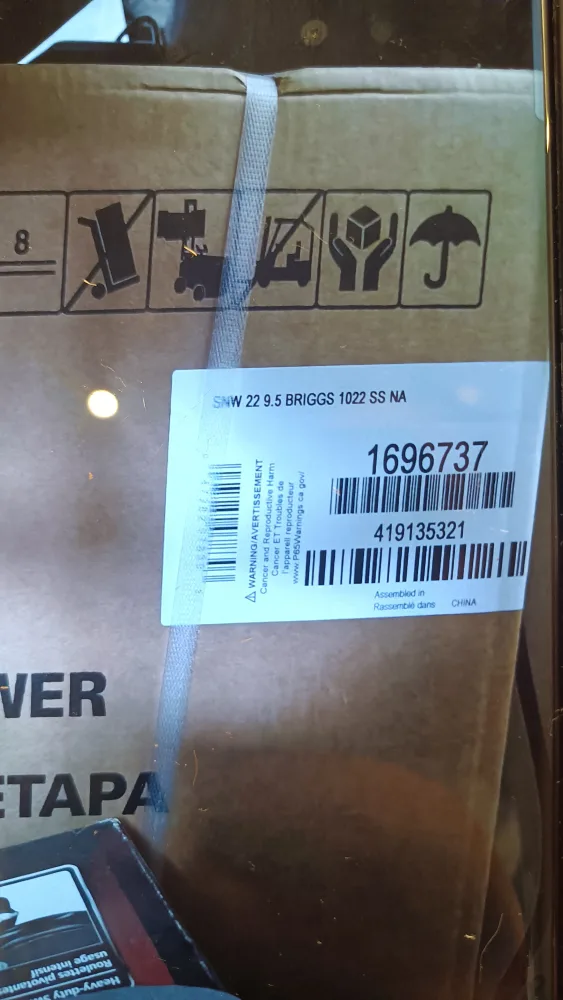 8
SNW 22 9.5 BRIGGS 1022 SS NA
1696737
419135321
Assembled in
Rassemblé dans CHINA
⚠ WARNING/AVERTISSEMENT
Cancer and Reproductive Harm
Cancer ET Troubles de
l'appareil reproducteur
www.P65Warnings.ca.gov/
WER
ETAPA
Heavy-duty
Roulettes pivotantes
usage intensif